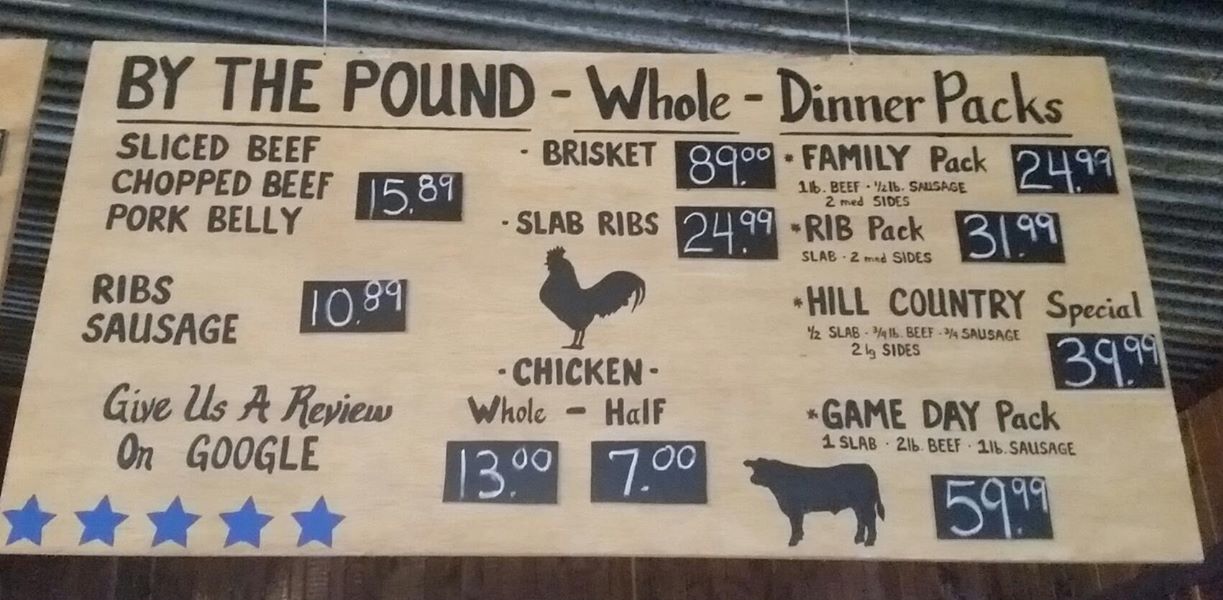 BY THE POUND - Whole - Dinner Packs
SLICED BEEF
CHOPPED BEEF
PORK BELLY
15.89
RIBS
SAUSAGE
10.89
Give Us A Review
On GOOGLE
- BRISKET 89.00
- SLAB RIBS 24.99
- CHICKEN -
Whole - Half
13.00 7.00
* FAMILY Pack 24.99
1lb. BEEF · 1/2 lb. SAUSAGE
2 med SIDES
* RIB Pack 31.99
SLAB · 2 med SIDES
* HILL COUNTRY Special
1/2 SLAB · 3/4 lb. BEEF · 3/4 SAUSAGE
2 lg SIDES
39.99
* GAME DAY Pack
1 SLAB · 2lb. BEEF · 1lb. SAUSAGE
59.99